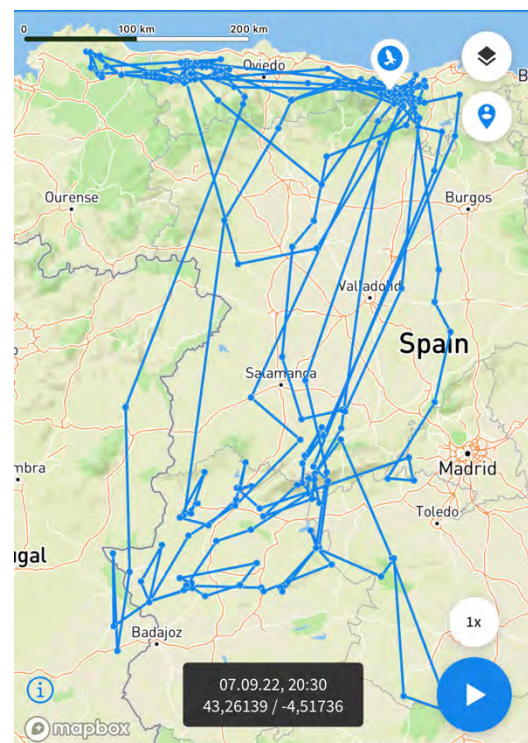 0
100 km
200 km
Oviedo
B
Ourense
Burgos
Valladolid
Spain
Salamanca
mbra
Madrid
Toledo
ugal
Badajoz
1x
07.09.22, 20:30
43,26139 / -4,51736
i
mapbox